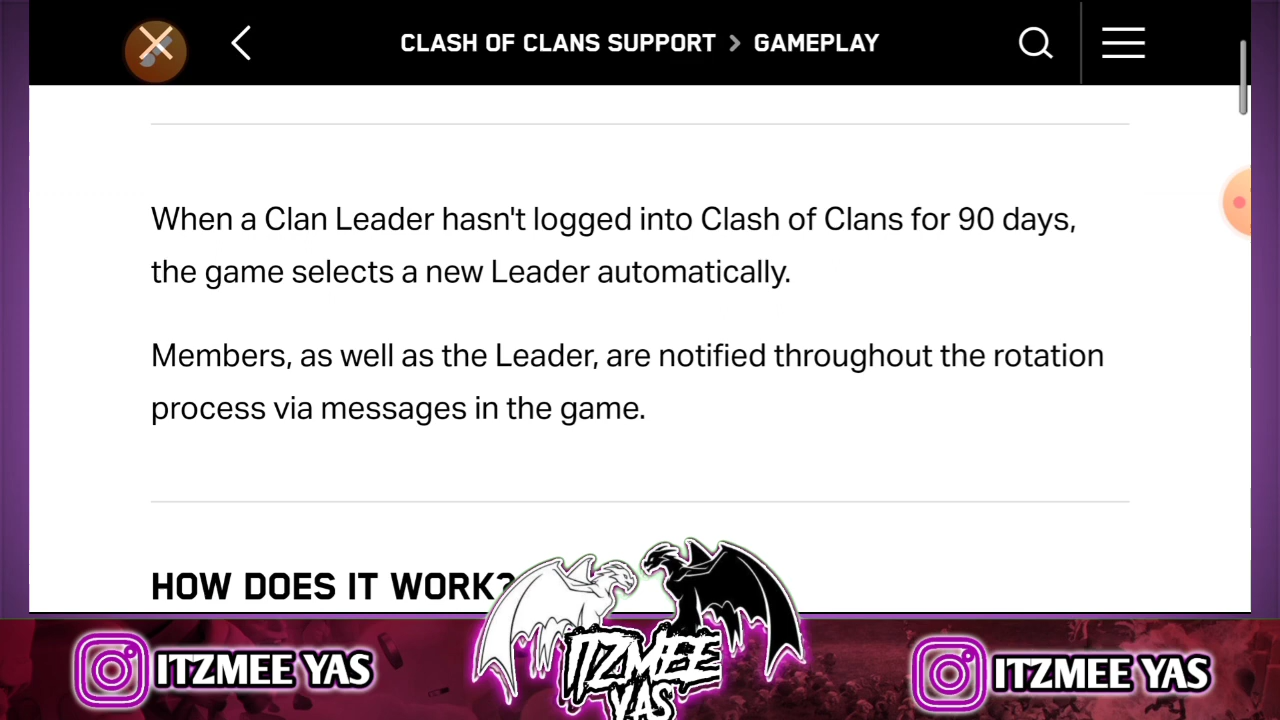 CLASH OF CLANS SUPPORT > GAMEPLAY
When a Clan Leader hasn't logged into Clash of Clans for 90 days,
the game selects a new Leader automatically.
Members, as well as the Leader, are notified throughout the rotation
process via messages in the game.
HOW DOES IT WORK?
ITZMEE YAS
ITZMEE
YAS
ITZMEE YAS